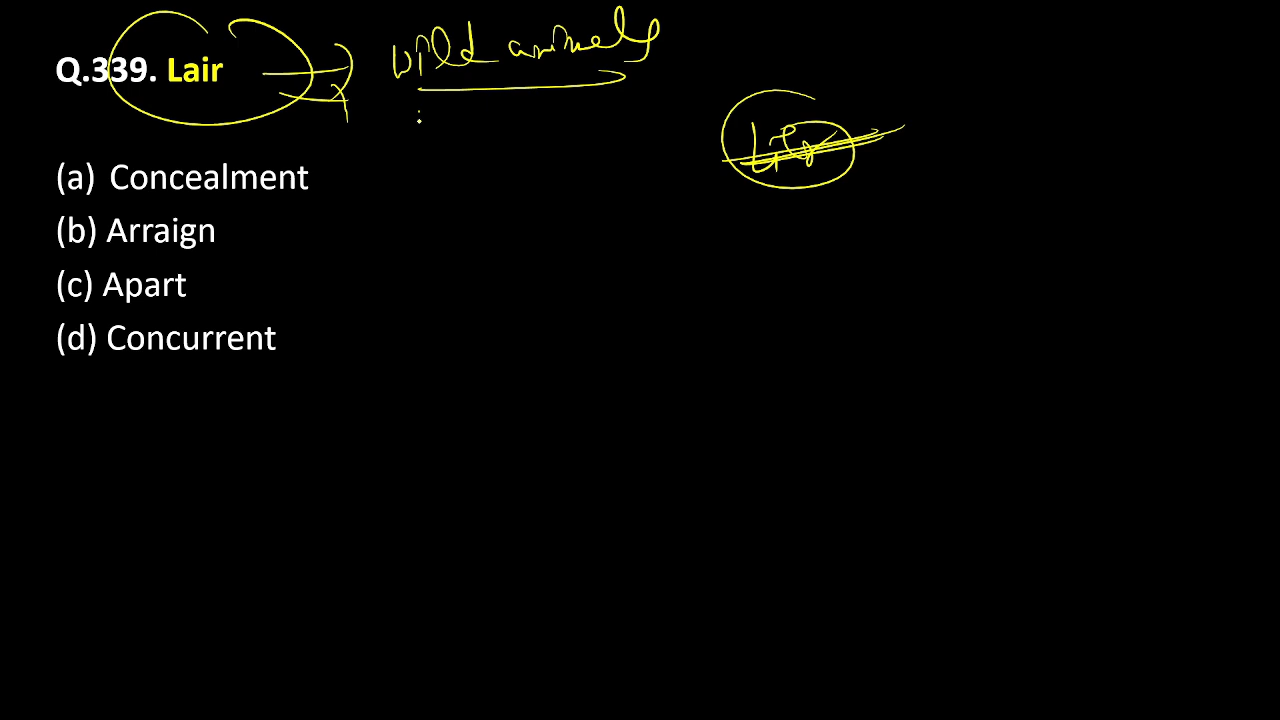 Q.339. Lair
wild animals
(a) Concealment
(b) Arraign
(c) Apart
(d) Concurrent